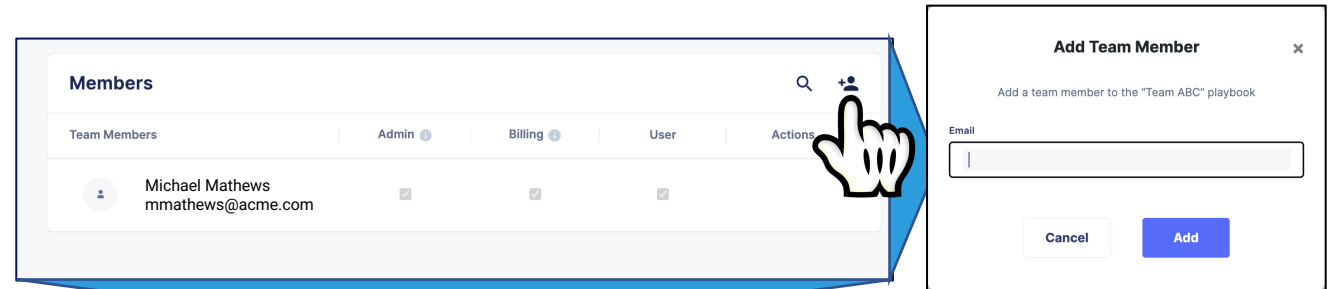 Members
Team Members Admin Billing User Actions
Michael Mathews
mmathews@acme.com
Add Team Member ×
Add a team member to the "Team ABC" playbook
Email
Cancel Add